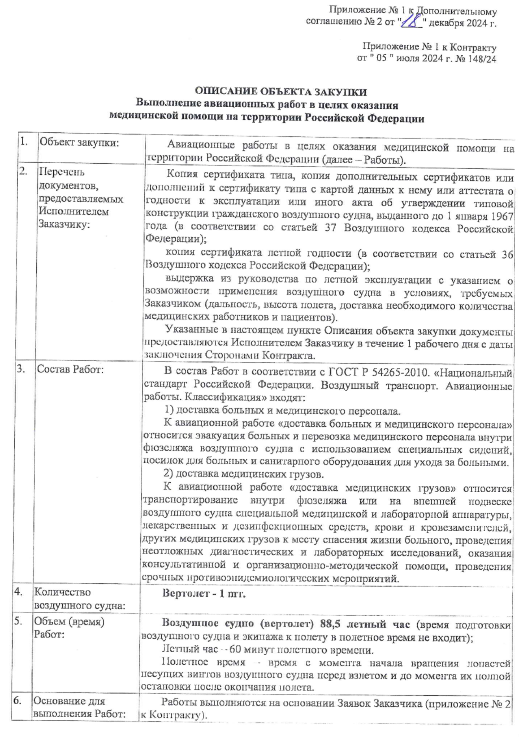 Приложение № 1 к Дополнительному
соглашению № 2 от "18" декабря 2024 г.
Приложение № 1 к Контракту
от " 05 " июля 2024 г. № 148/24
ОПИСАНИЕ ОБЪЕКТА ЗАКУПКИ
Выполнение авиационных работ в целях оказания
медицинской помощи на территории Российской Федерации
1. Объект закупки:
Авиационные работы в целях оказания медицинской помощи на
территории Российской Федерации (далее – Работы).
2. Перечень
документов,
предоставляемых
Исполнителем
Заказчику:
Копия сертификата типа, копия дополнительных сертификатов или
дополнений к сертификату типа с картой данных к нему или аттестата о
годности к эксплуатации или иного акта об утверждении типовой
конструкции гражданского воздушного судна, выданного до 1 января 1967
года (в соответствии со статьей 37 Воздушного кодекса Российской
Федерации);
копия сертификата летной годности (в соответствии со статьей 36
Воздушного кодекса Российской Федерации);
выдержка из руководства по летной эксплуатации с указанием о
возможности применения воздушного судна в условиях, требуемых
Заказчиком (дальность, высота полета, доставка необходимого количества
медицинских работников и пациентов).
Указанные в настоящем пункте Описания объекта закупки документы
предоставляются Исполнителем Заказчику в течение 1 рабочего дня с даты
заключения Сторонами Контракта.
3. Состав Работ:
В состав Работ в соответствии с ГОСТ Р 54265-2010. «Национальный
стандарт Российской Федерации. Воздушный транспорт. Авиационные
работы. Классификация» входят:
1) доставка больных и медицинского персонала.
К авиационной работе «доставка больных и медицинского персонала»
относится эвакуация больных и перевозка медицинского персонала внутри
фюзеляжа воздушного судна с использованием специальных сидений,
носилок для больных и санитарного оборудования для ухода за больными.
2) доставка медицинских грузов.
К авиационной работе «доставка медицинских грузов» относится
транспортирование внутри фюзеляжа или на внешней подвеске
воздушного судна специальной медицинской и лабораторной аппаратуры,
лекарственных и дезинфекционных средств, крови и кровезаменителей,
других медицинских грузов к месту спасения жизни больного, проведения
неотложных диагностических и лабораторных исследований, оказания
консультативной и организационно-методической помощи, проведения
срочных противоэпидемиологических мероприятий.
4. Количество
воздушного судна:
Вертолет - 1 шт.
5. Объем (время)
Работ:
Воздушное судно (вертолет) 88,5 летный час (время подготовки
воздушного судна и экипажа к полету в полетное время не входит);
Летный час - 60 минут полетного времени.
Полетное время - время с момента начала вращения лопастей
несущих винтов воздушного судна перед взлетом и до момента их полной
остановки после окончания полета.
6. Основание для
выполнения Работ:
Работы выполняются на основании Заявок Заказчика (приложение № 2
к Контракту).